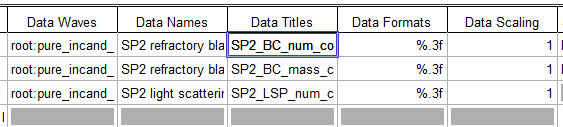 Data Waves Data Names Data Titles Data Formats Data Scaling
root:pure_incand_ SP2 refractory bla SP2_BC_num_co %.3f 1
root:pure_incand_ SP2 refractory bla SP2_BC_mass_c %.3f 1
root:pure_incand_ SP2 light scatterin SP2_LSP_num_c %.3f 1